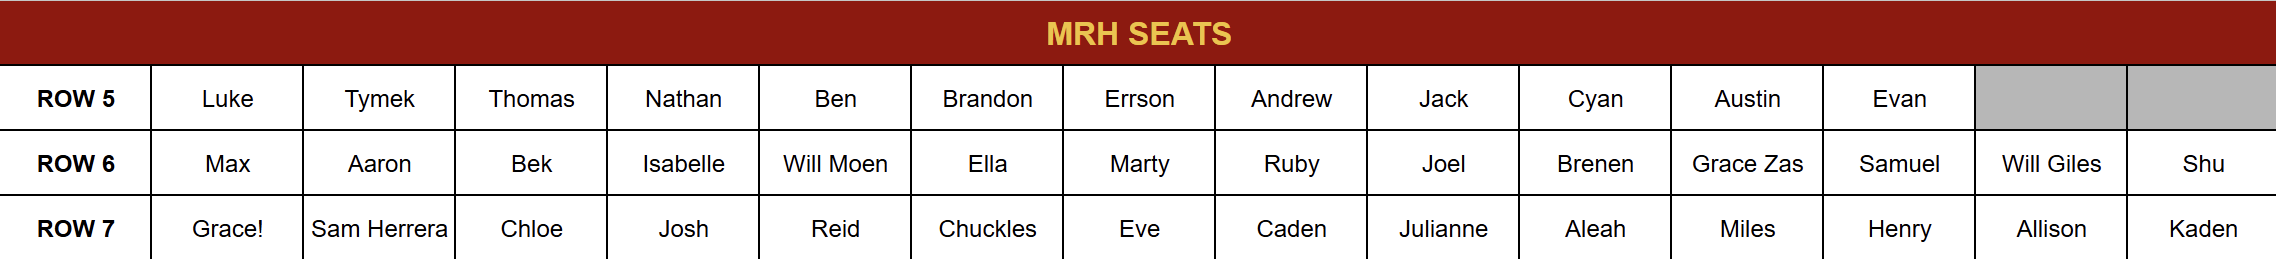 MRH SEATS
ROW 5 Luke Tymek Thomas Nathan Ben Brandon Errson Andrew Jack Cyan Austin Evan
ROW 6 Max Aaron Bek Isabelle Will Moen Ella Marty Ruby Joel Brenen Grace Zas Samuel Will Giles Shu
ROW 7 Grace! Sam Herrera Chloe Josh Reid Chuckles Eve Caden Julianne Aleah Miles Henry Allison Kaden